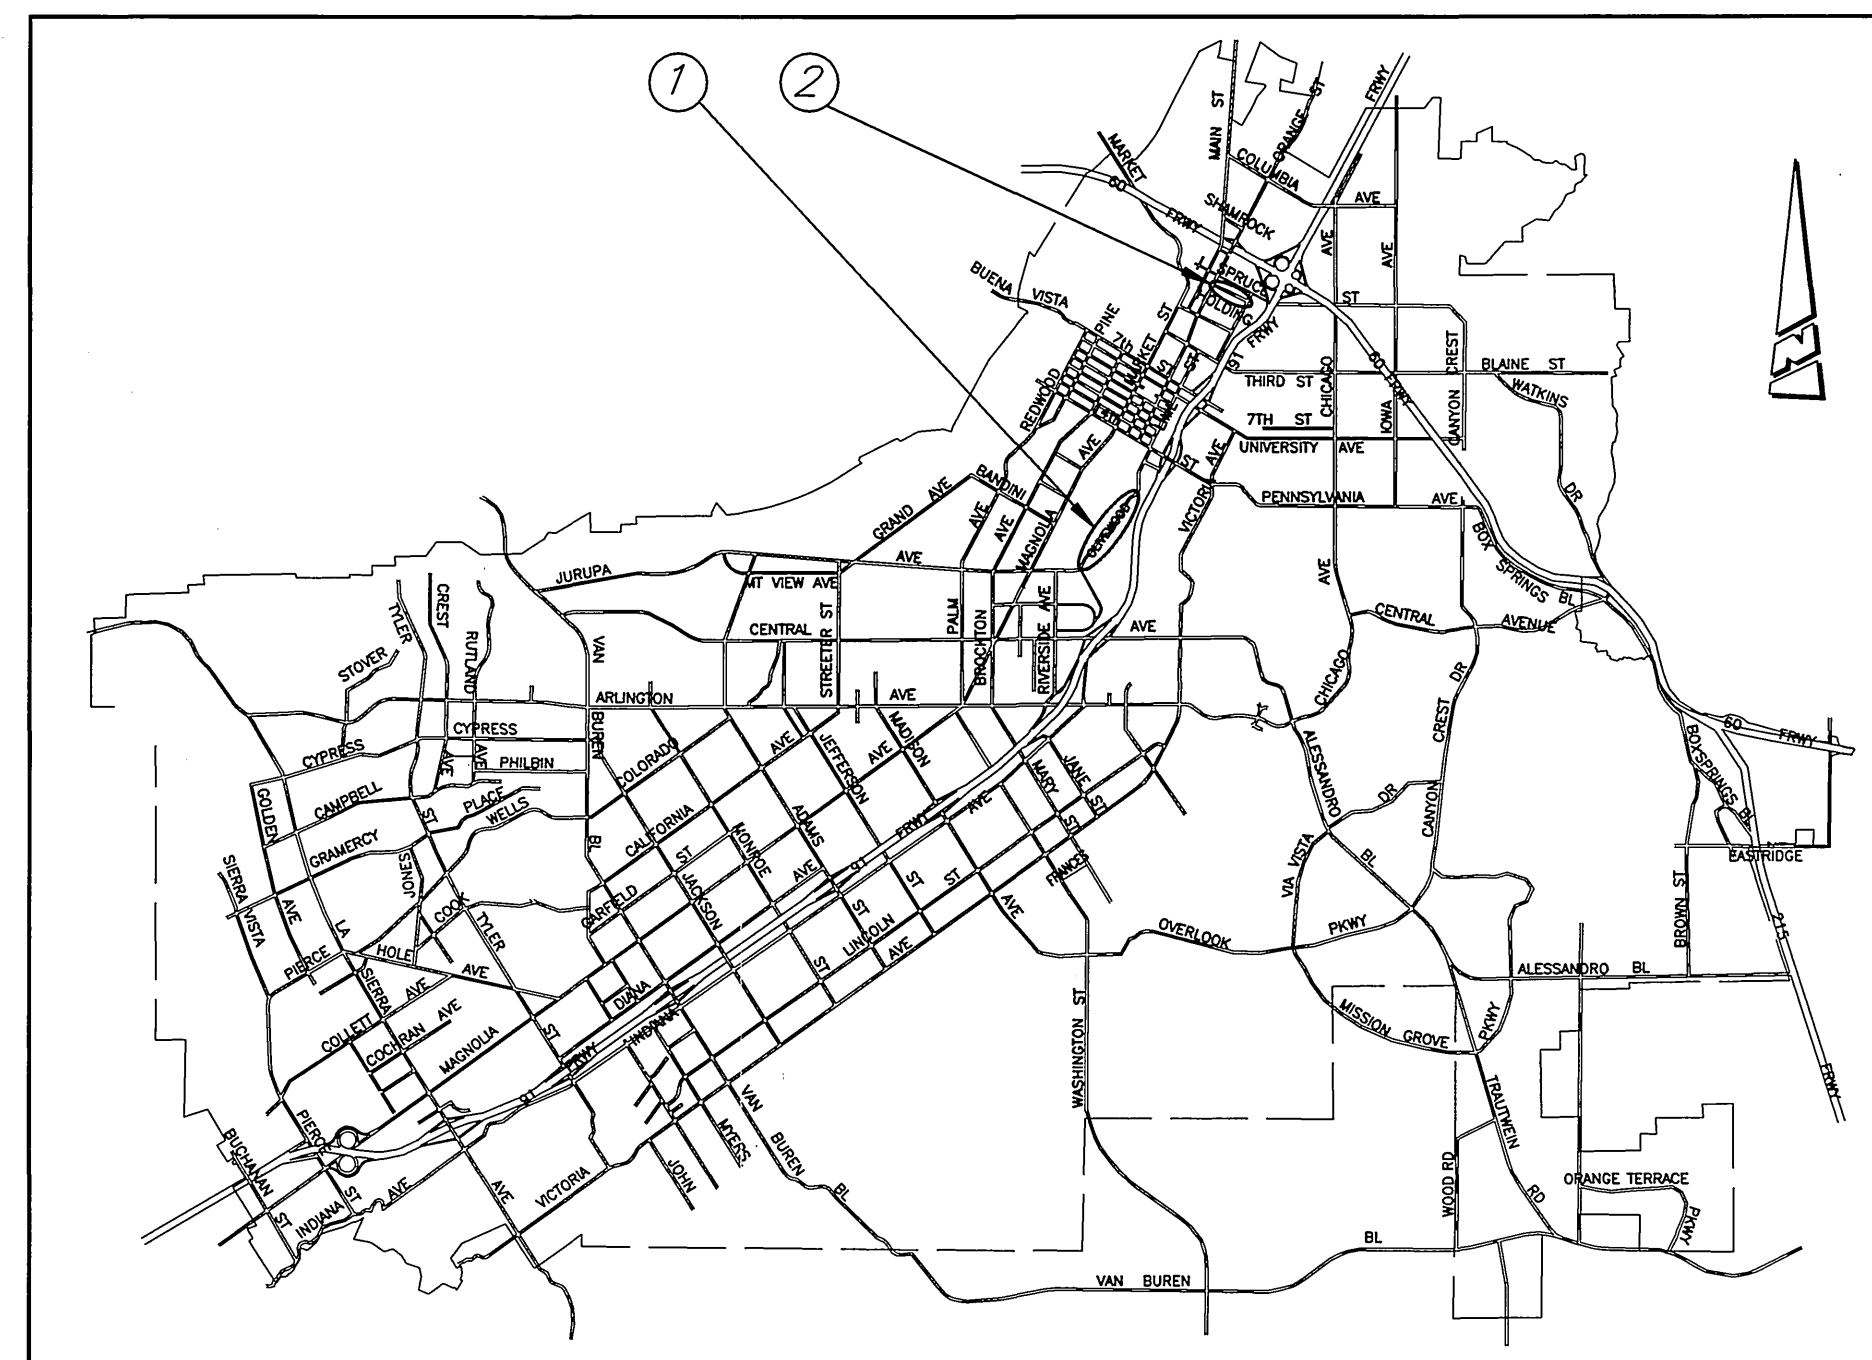 1
2
MAIN ST
ORANGE ST
FRWY
MARKET
COLUMBIA
AVE
60
FRWY
SHAMROCK
AVE
AVE
BUENA VISTA
SPRUCE
ST
HOLDING
PINE
7th
ST
MARKET
ST
ST
91
FRWY
CHICAGO
60 FRWY
IOWA
CANYON CREST
BLAINE ST
THIRD ST
WATKINS
DR
REDWOOD
14th
ST
7TH ST
UNIVERSITY AVE
AVE
BANDINI
GRAND AVE
AVE
AVE
MAGNOLIA
OLIVEWOOD
VICTORIA
AVE
PENNSYLVANIA AVE
BOX SPRINGS BL
JURUPA
AVE
MT VIEW AVE
AVE
TYLER
CREST
RUTLAND
STOVER
VAN
CENTRAL
AVE
STREETER ST
PALM
BROCKTON
RIVERSIDE AVE
CENTRAL
AVENUE
CHICAGO
DR
CREST
CANYON
ARLINGTON
AVE
BUREN
CYPRESS
CYPRESS
AVE
AVE
PHILBIN
COLORADO
AVE
JEFFERSON
AVE
MADISON
MARY
JANE
ST
ST
ALESSANDRO
DR
60
FRWY
BOXSPRINGS BL
GOLDEN
CAMPBELL
ST
PLACE
WELLS
BL
CALIFORNIA
ADAMS
FRWY
AVE
GRAMERCY
JONES
ST
MONROE
AVE
91
FRANCES
VIA VISTA
BL
EASTRIDGE
SIERRA VISTA
AVE
LA
COOK
TYLER
GARFIELD
JACKSON
ST
ST
ST
LINCOLN
AVE
AVE
BROWN ST
215
PIERCE
HOLE
AVE
SIERRA
AVE
DIANA
ST
OVERLOOK
PKWY
ALESSANDRO BL
COLLETT
COCHRAN AVE
MAGNOLIA
ST
FRWY
INDIANA
WASHINGTON ST
MISSION GROVE
PKWY
91
TRAUTWEIN
RD
FRWY
PIERCE
BUCHANAN
VAN
BUREN
BL
MYERS
JOHN
VICTORIA
AVE
AVE
ST
ST
INDIANA
WOOD RD
ORANGE TERRACE
PKWY
BL
VAN BUREN